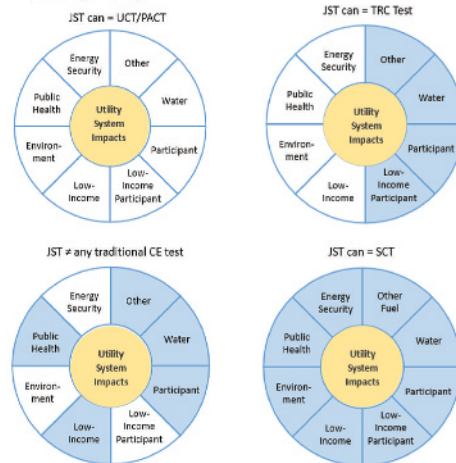 JST can = UCT/PACT
Energy
Security
Other
Public
Health
Water
Utility
System
Impacts
Environ-
ment
Participant
Low-
Income
Low-
Income
Participant
JST can = TRC Test
Energy
Security
Other
Public
Health
Water
Utility
System
Impacts
Environ-
ment
Participant
Low-
Income
Low-Income
Participant
JST ≠ any traditional CE test
Energy
Security
Other
Public
Health
Water
Utility
System
Impacts
Environ-
ment
Participant
Low-
Income
Low-
Income
Participant
JST can = SCT
Energy
Security
Other
Fuel
Public
Health
Water
Utility
System
Impacts
Environ-
ment
Participant
Low-
Income
Low-
Income
Participant